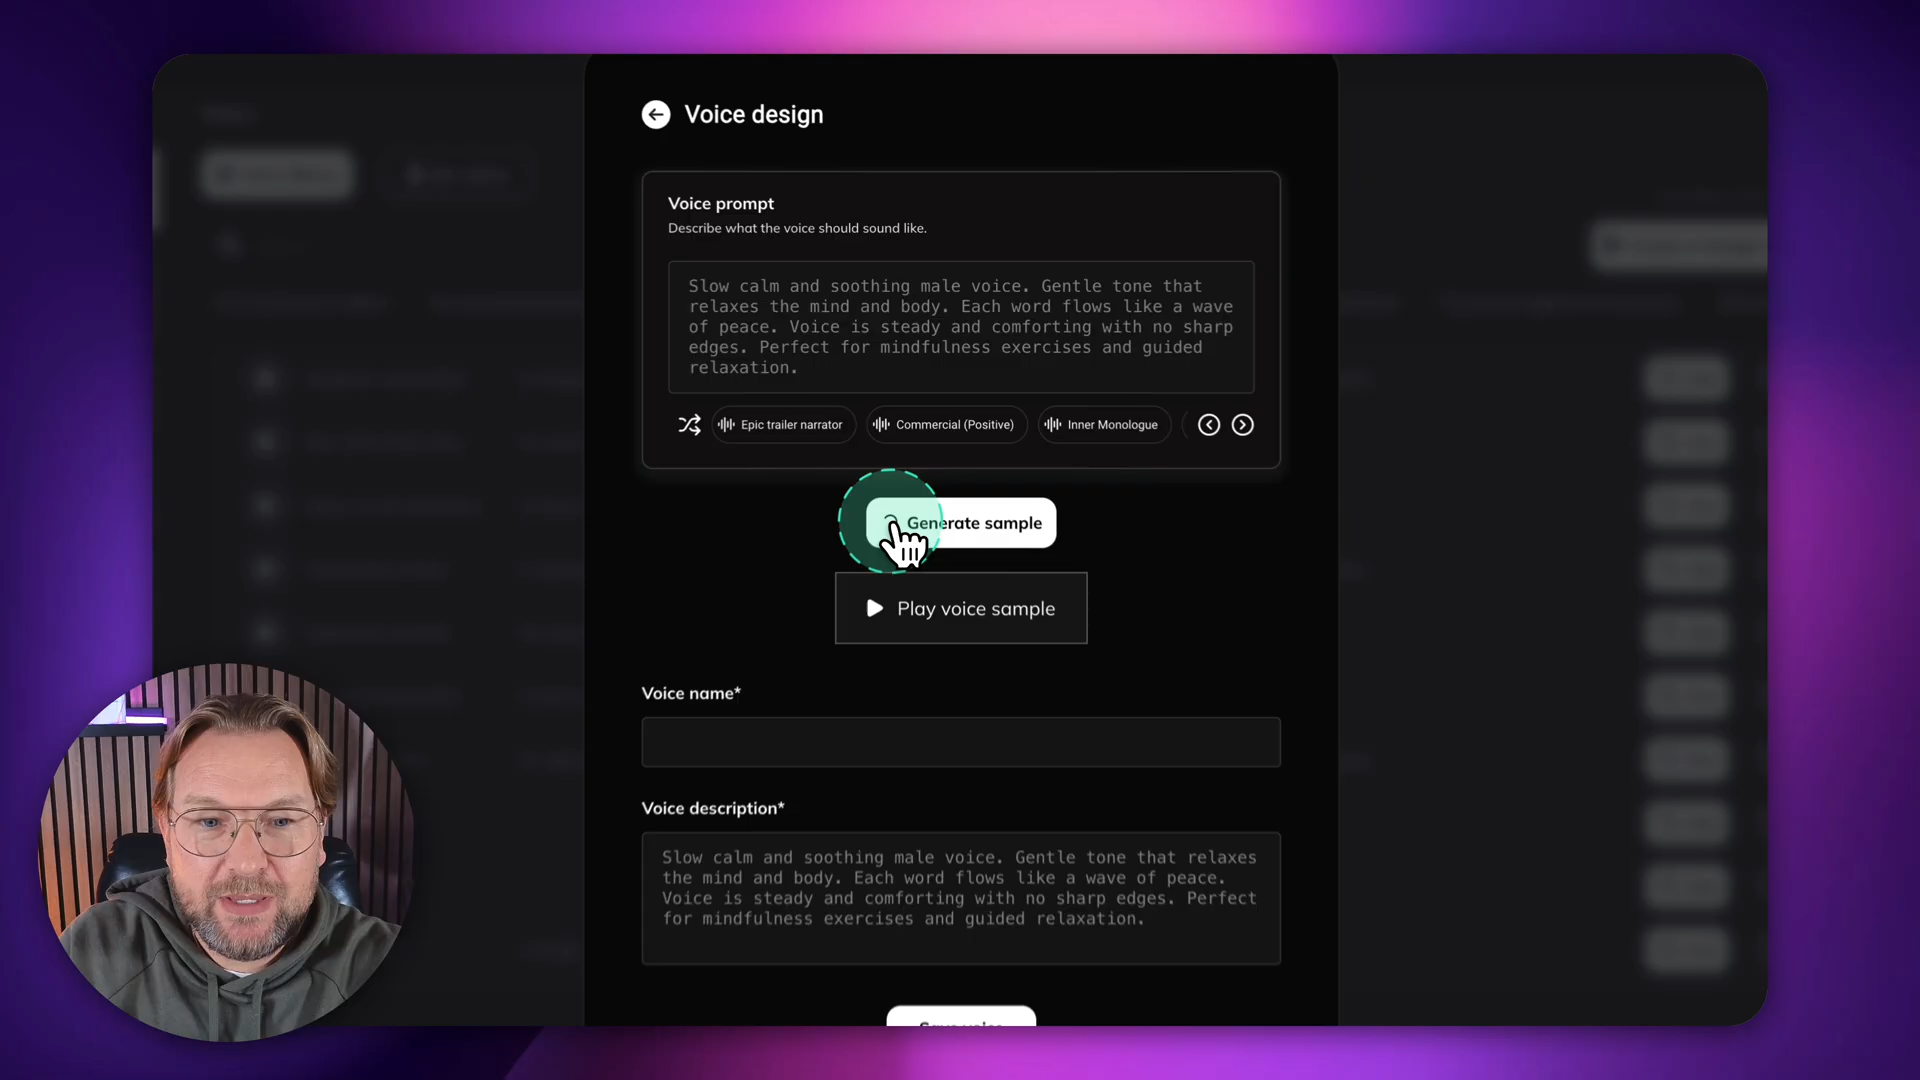 Voice design
Voice prompt
Describe what the voice should sound like.
Slow calm and soothing male voice. Gentle tone that
relaxes the mind and body. Each word flows like a wave
of peace. Voice is steady and comforting with no sharp
edges. Perfect for mindfulness exercises and guided
relaxation.
Epic trailer narrator
Commercial (Positive)
Inner Monologue
Generate sample
Play voice sample
Voice name*
Voice description*
Slow calm and soothing male voice. Gentle tone that relaxes
the mind and body. Each word flows like a wave of peace.
Voice is steady and comforting with no sharp edges. Perfect
for mindfulness exercises and guided relaxation.
Save voice